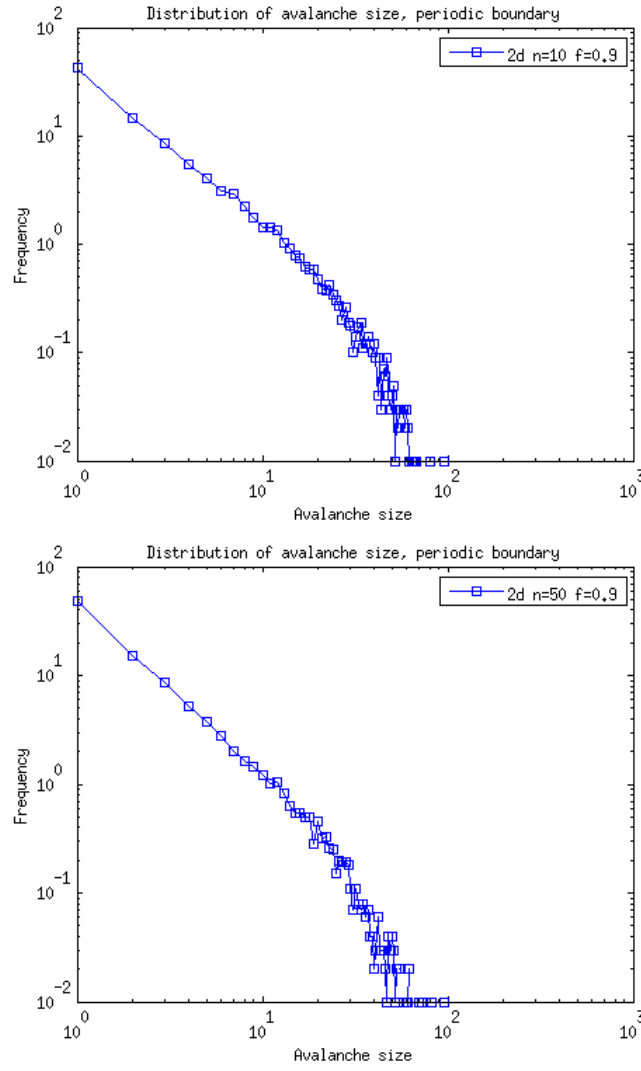 Distribution of avalanche size, periodic boundary
2d n=10 f=0.9
10^2
10^1
10^0
10^-1
10^-2
Frequency
10^0 10^1 10^2 10^3
Avalanche size
Distribution of avalanche size, periodic boundary
2d n=50 f=0.9
10^2
10^1
10^0
10^-1
10^-2
Frequency
10^0 10^1 10^2 10^3
Avalanche size